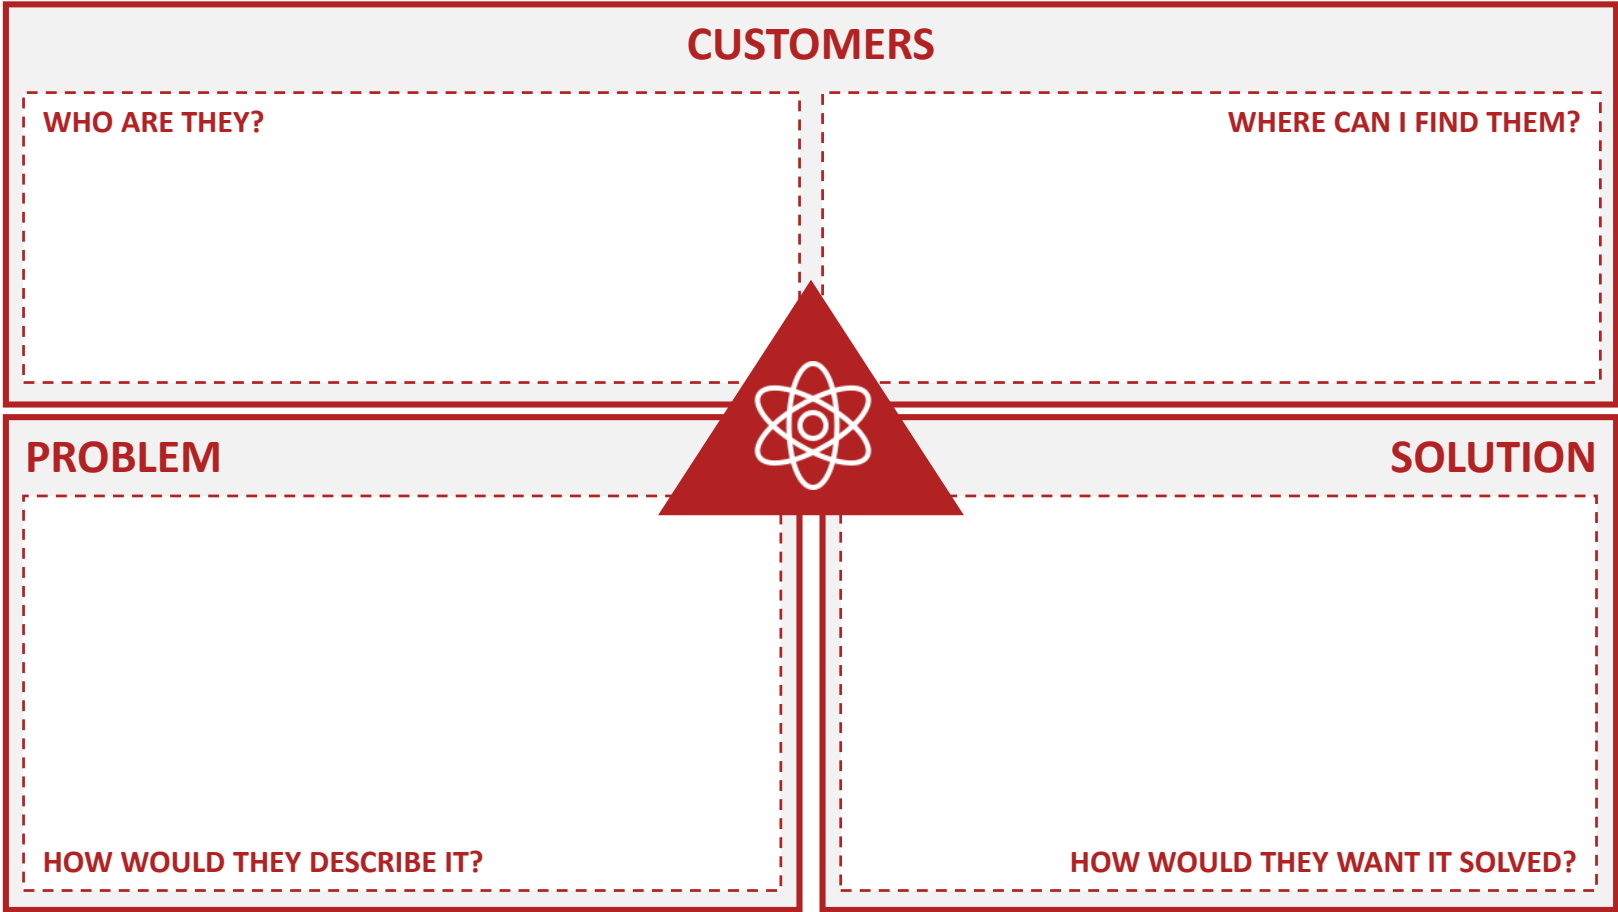 CUSTOMERS
WHO ARE THEY?
WHERE CAN I FIND THEM?
PROBLEM
SOLUTION
HOW WOULD THEY DESCRIBE IT?
HOW WOULD THEY WANT IT SOLVED?